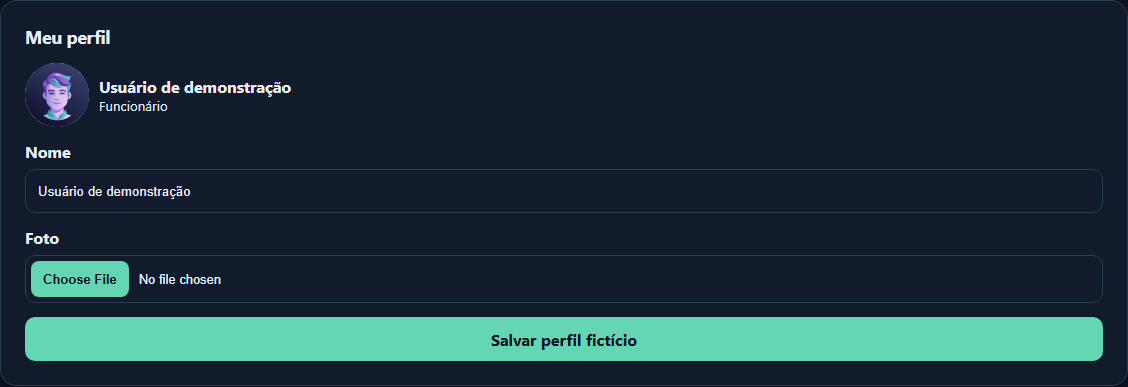 Meu perfil
Usuário de demonstração
Funcionário
Nome
Usuário de demonstração
Foto
Choose File No file chosen
Salvar perfil fictício